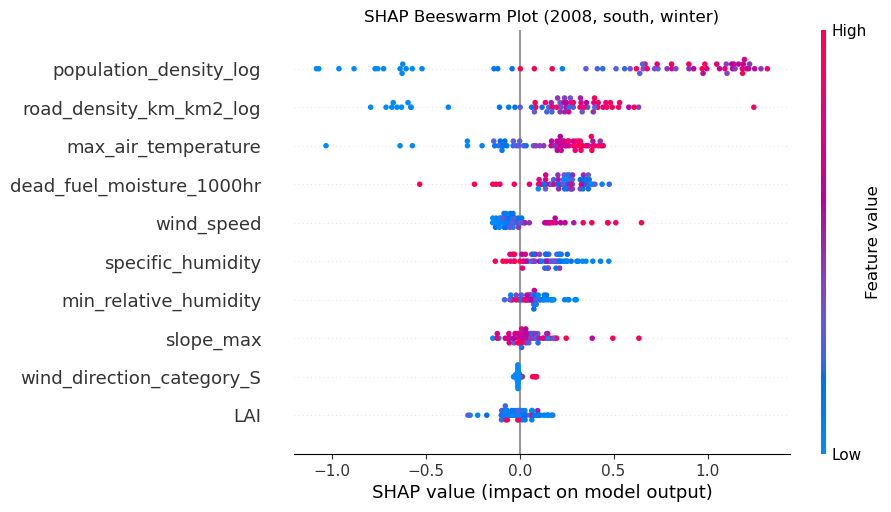 SHAP Beeswarm Plot (2008, south, winter)
High
population_density_log
road_density_km_km2_log
max_air_temperature
dead_fuel_moisture_1000hr
wind_speed
specific_humidity
min_relative_humidity
slope_max
wind_direction_category_S
LAI
Feature value
Low
−1.0 −0.5 0.0 0.5 1.0
SHAP value (impact on model output)